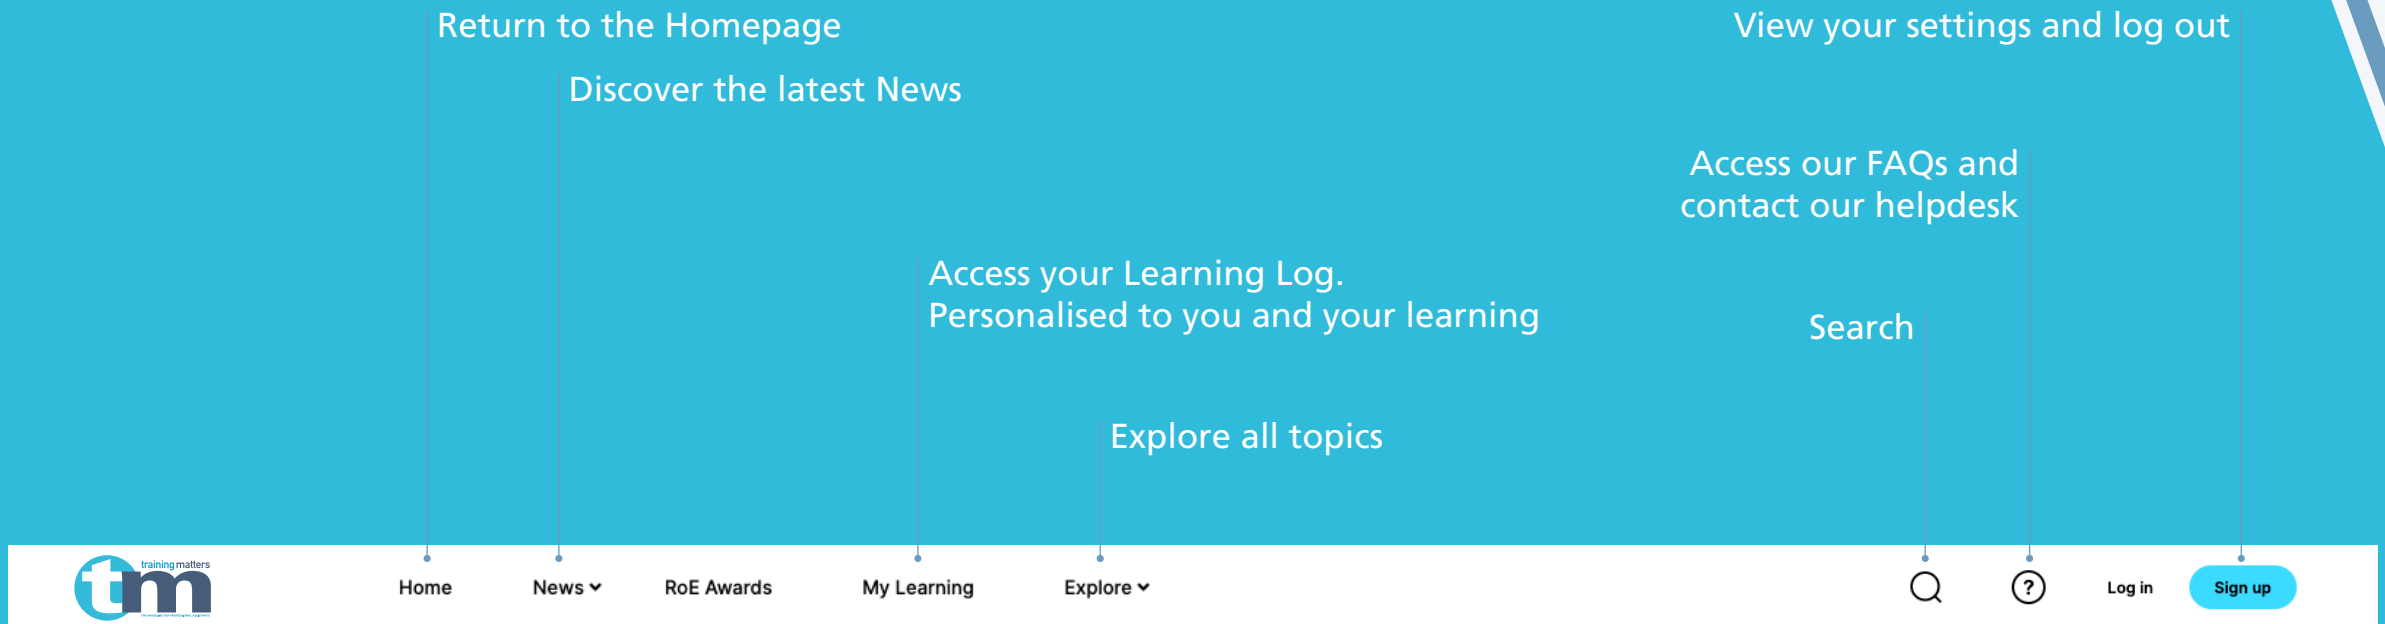 Return to the Homepage
View your settings and log out
Discover the latest News
Access our FAQs and
contact our helpdesk
Access your Learning Log.
Personalised to you and your learning
Search
Explore all topics
training matters
tm
Home
News
RoE Awards
My Learning
Explore
?
Log in
Sign up